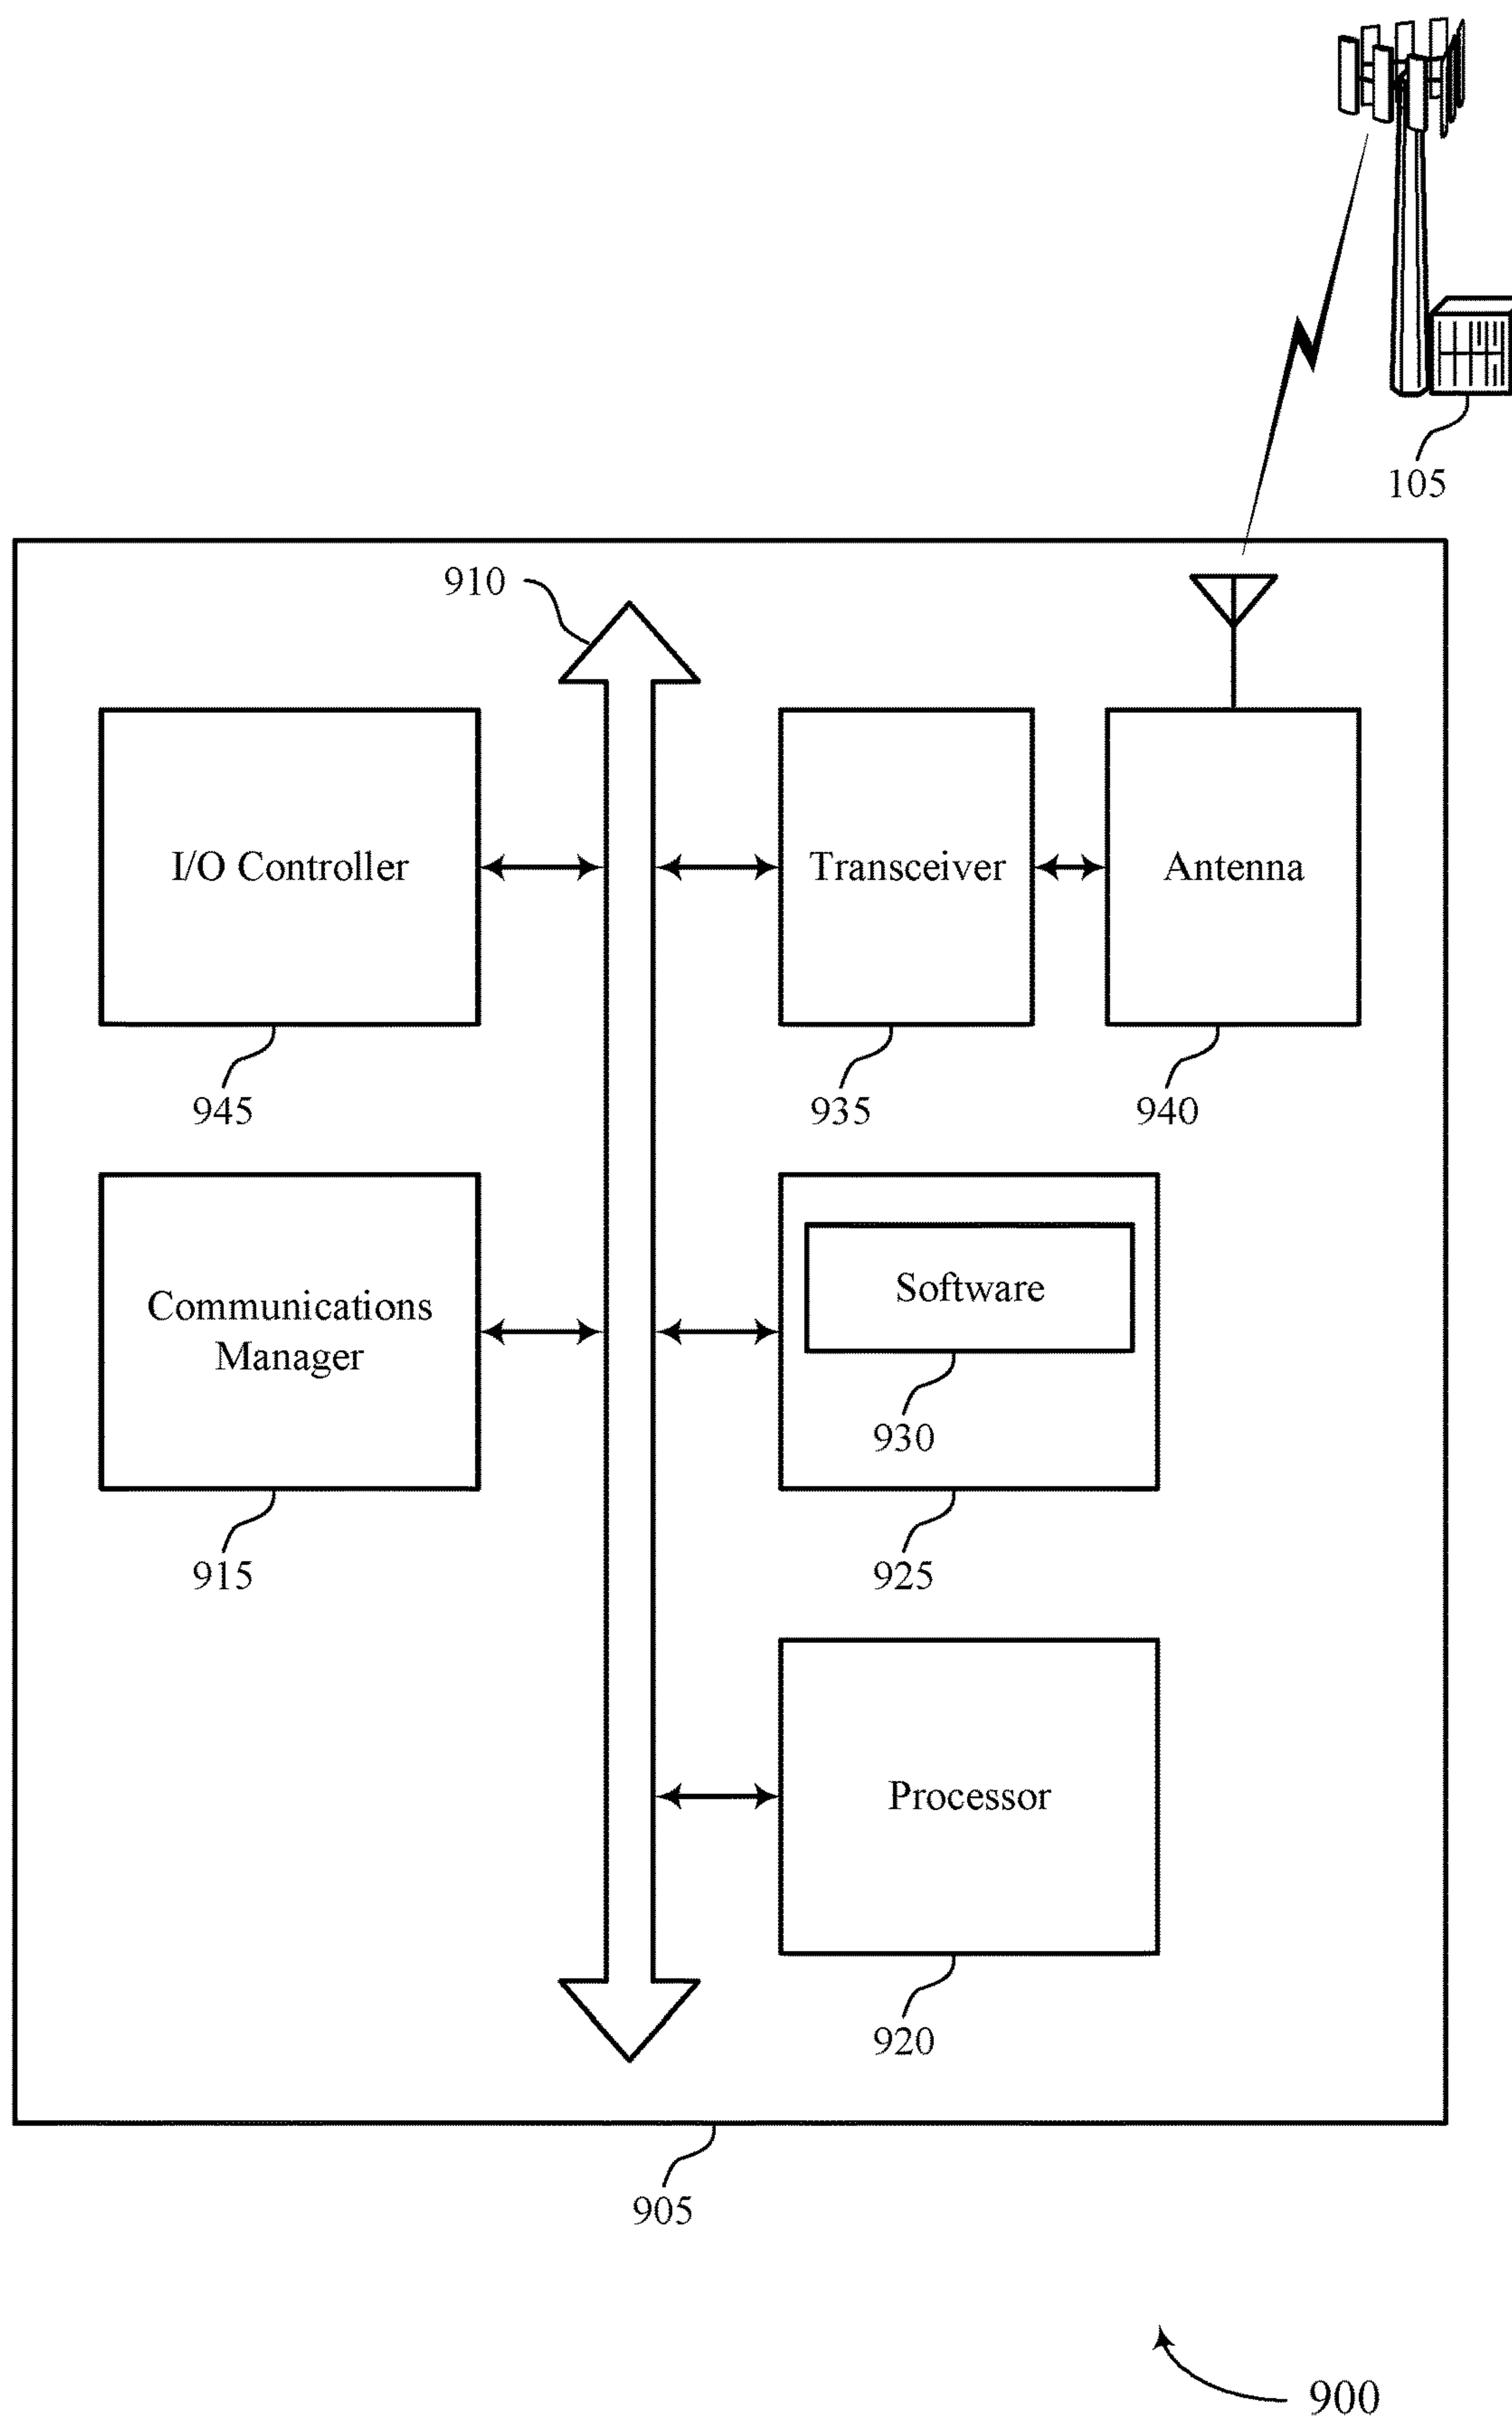 105
910
I/O Controller
Transceiver
Antenna
945
935
940
Communications
Manager
Software
930
915
925
Processor
920
905
900